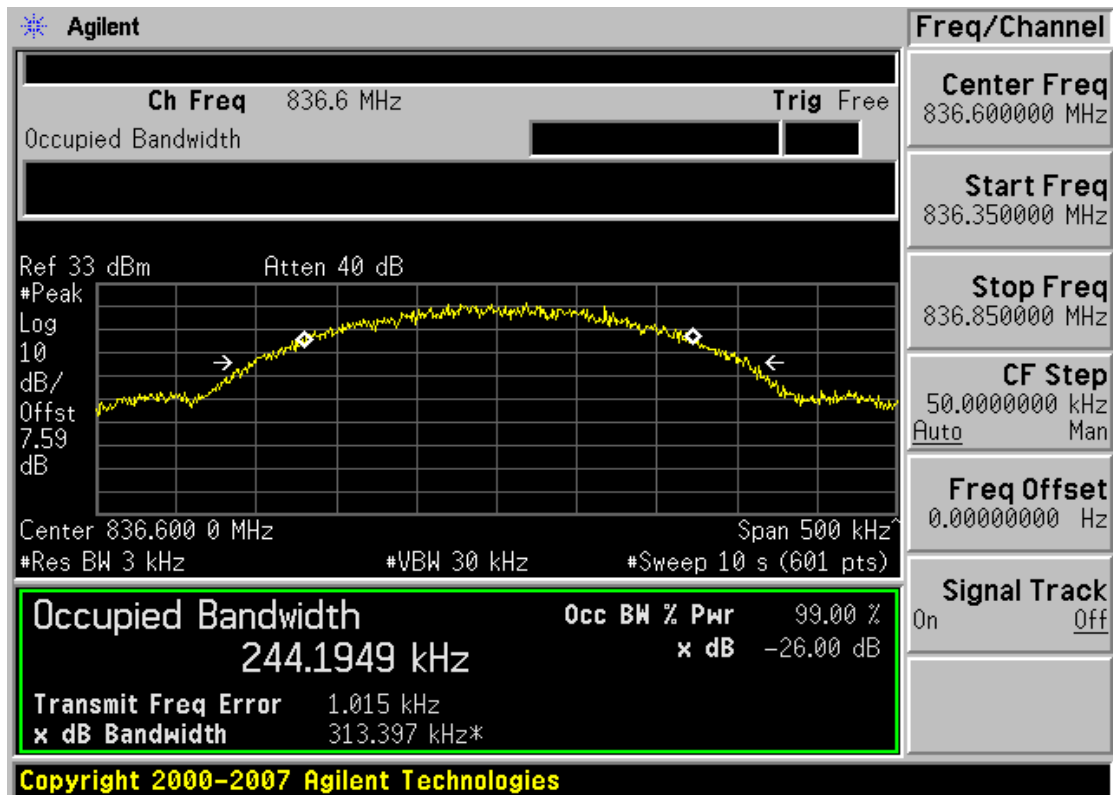 Agilent
Freq/Channel
Ch Freq 836.6 MHz Trig Free
Occupied Bandwidth
Center Freq
836.600000 MHz
Start Freq
836.350000 MHz
Stop Freq
836.850000 MHz
CF Step
50.0000000 kHz
Auto Man
Freq Offset
0.00000000 Hz
Signal Track
On Off
Ref 33 dBm Atten 40 dB
#Peak
Log
10
dB/
Offst
7.59
dB
Center 836.600 0 MHz Span 500 kHz^
#Res BW 3 kHz #VBW 30 kHz #Sweep 10 s (601 pts)
Occupied Bandwidth Occ BW % Pwr 99.00 %
244.1949 kHz x dB -26.00 dB
Transmit Freq Error 1.015 kHz
x dB Bandwidth 313.397 kHz*
Copyright 2000-2007 Agilent Technologies